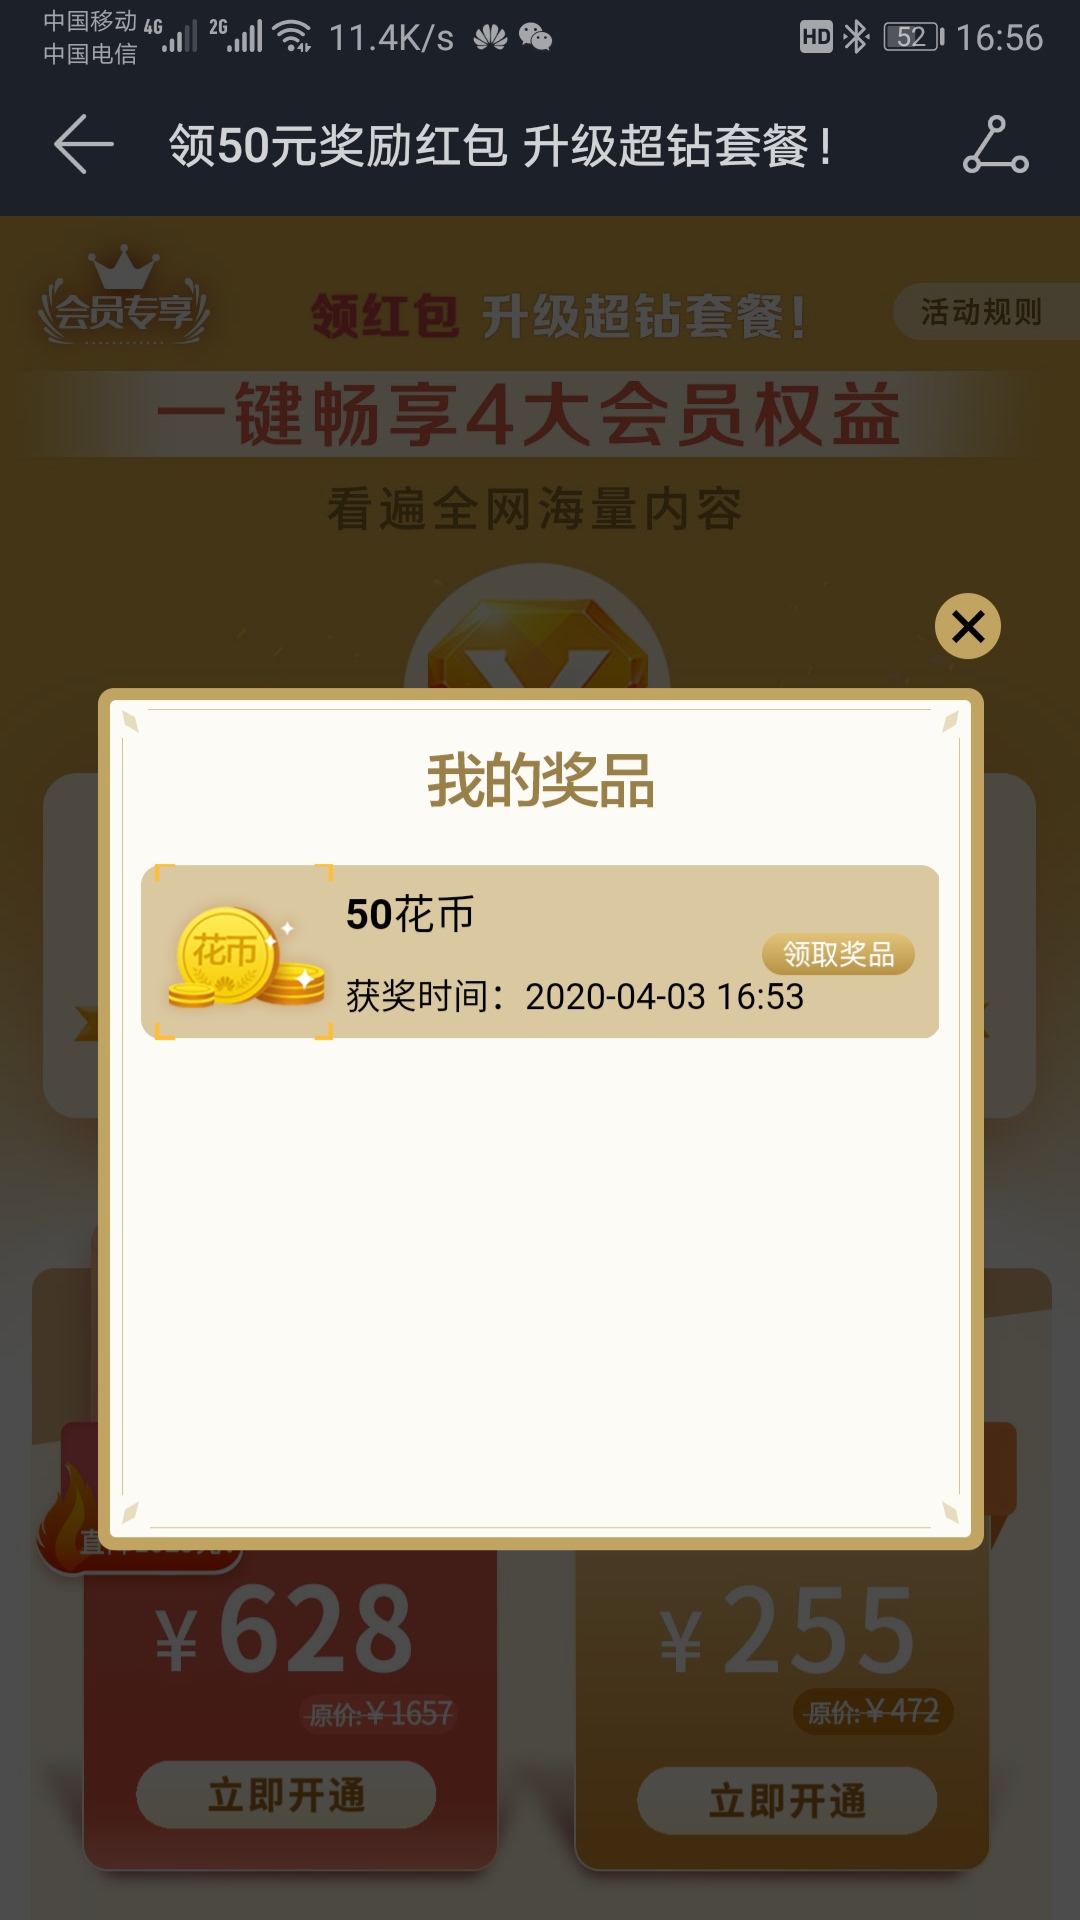 中国移动 4G 2G 11.4K/s HD 52 16:56
中国电信
领50元奖励红包 升级超钻套餐！
会员专享
领红包 升级超钻套餐！
活动规则
一键畅享4大会员权益
看遍全网海量内容
我的奖品
花币
50花币
领取奖品
获奖时间：2020-04-03 16:53
¥628
¥255
原价:¥1657
原价:¥472
立即开通
立即开通